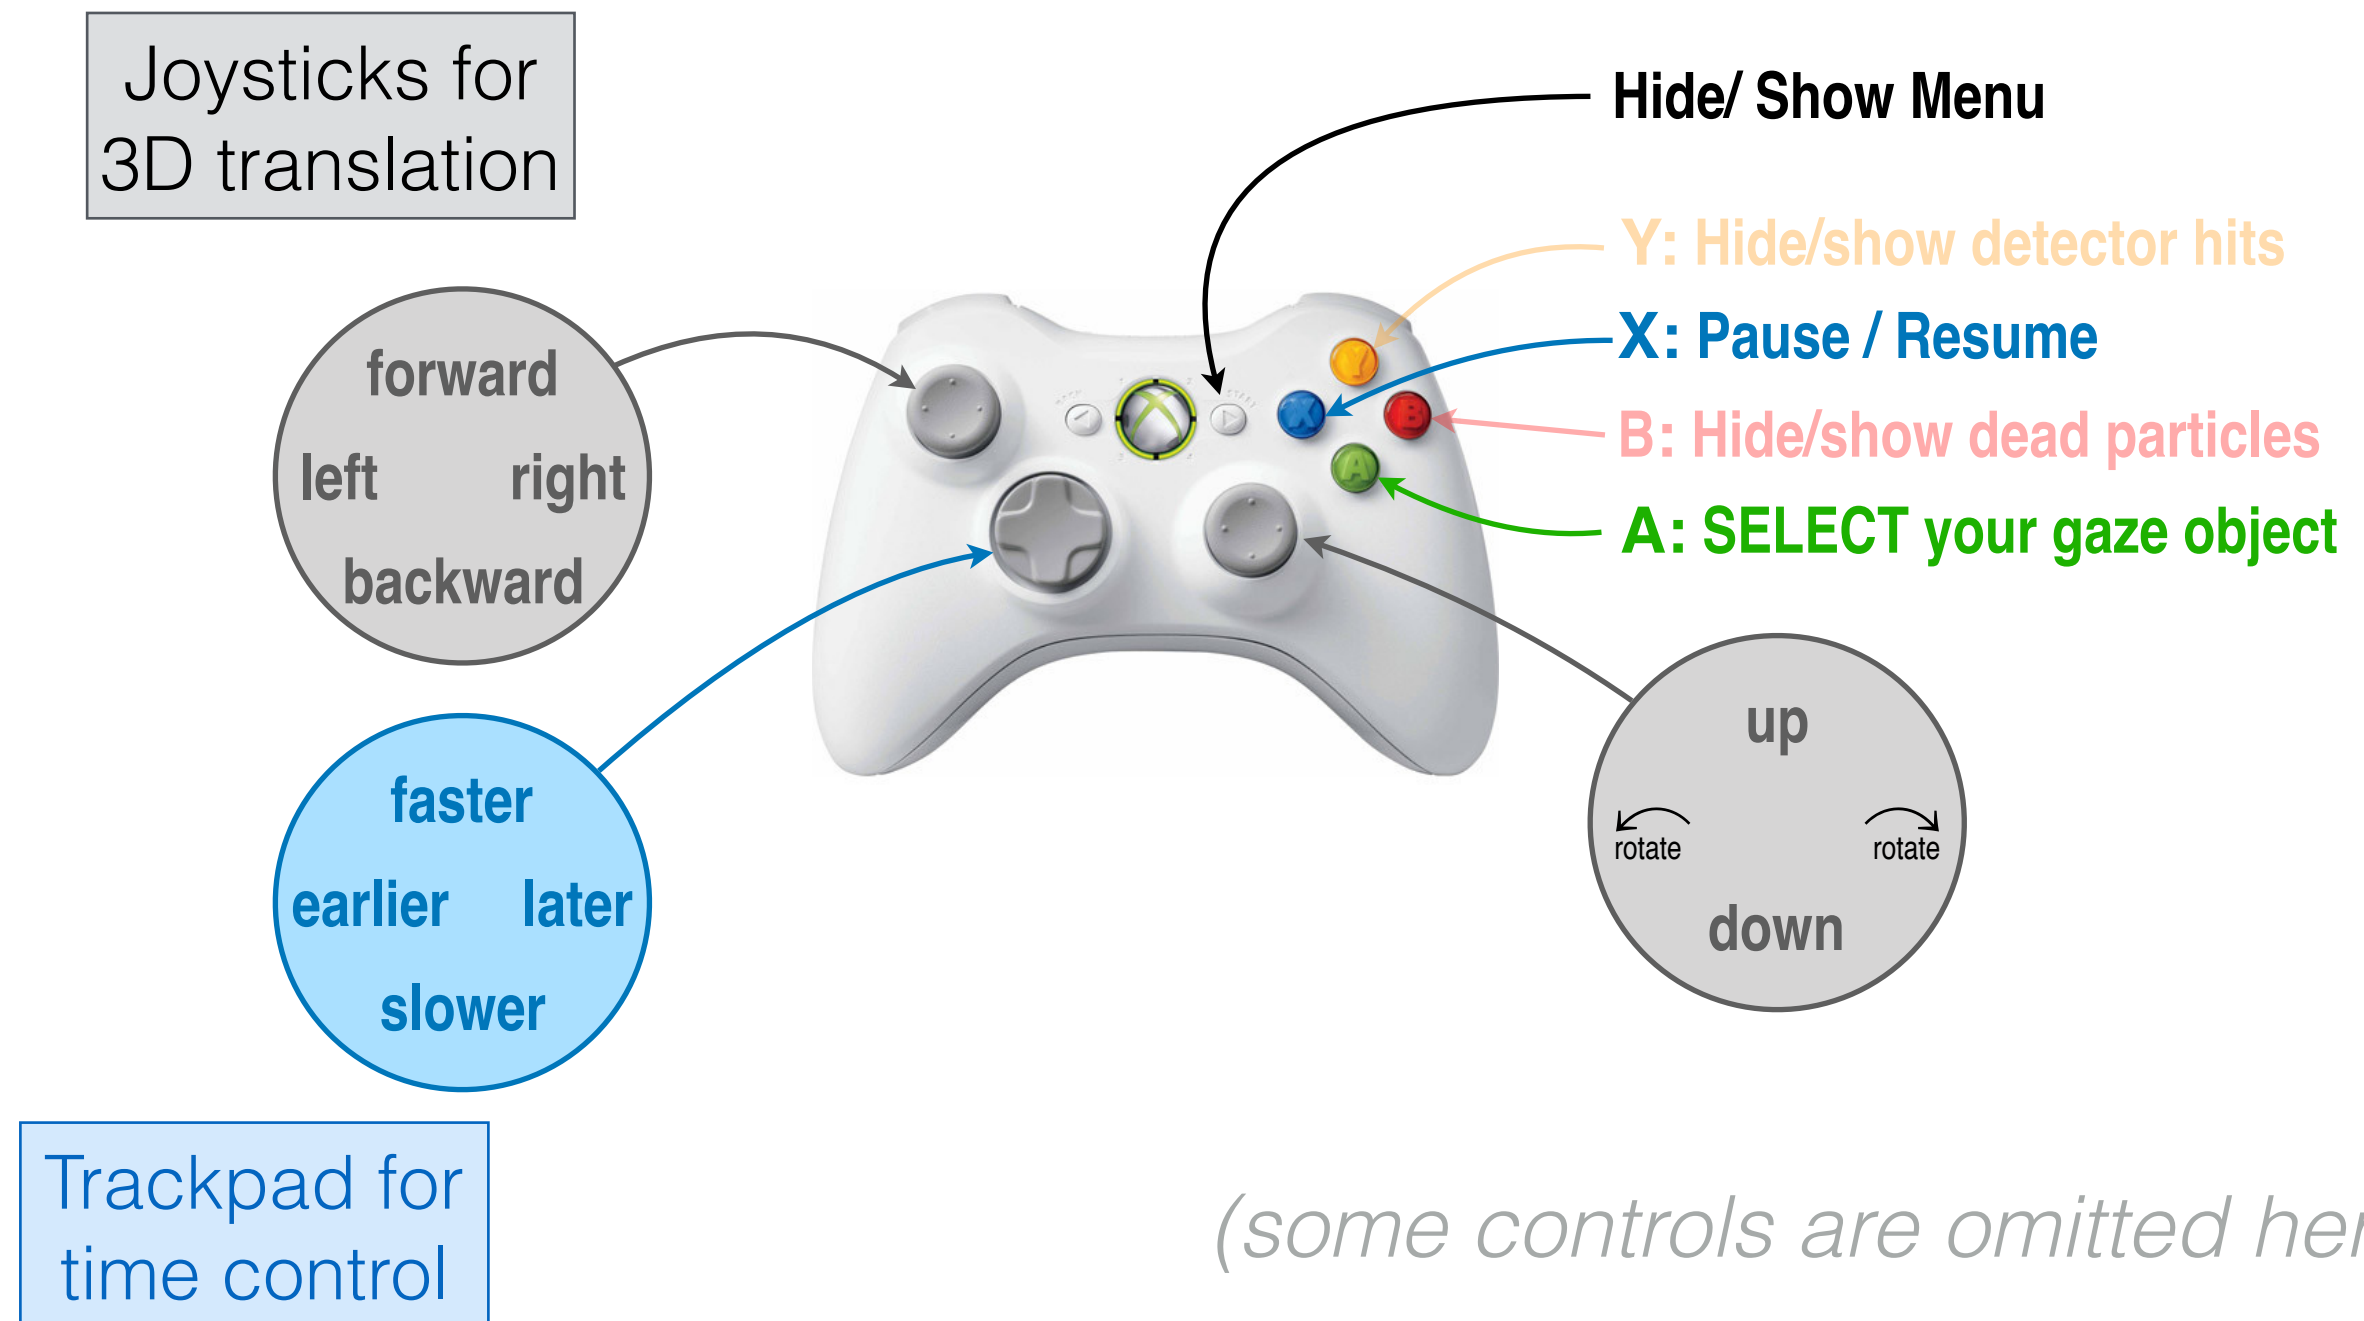 Joysticks for
3D translation
Hide/ Show Menu
Y: Hide/show detector hits
X: Pause / Resume
B: Hide/show dead particles
A: SELECT your gaze object
forward
left right
backward
START
Y
X
B
A
up
rotate rotate
down
faster
earlier later
slower
Trackpad for
time control
(some controls are omitted her